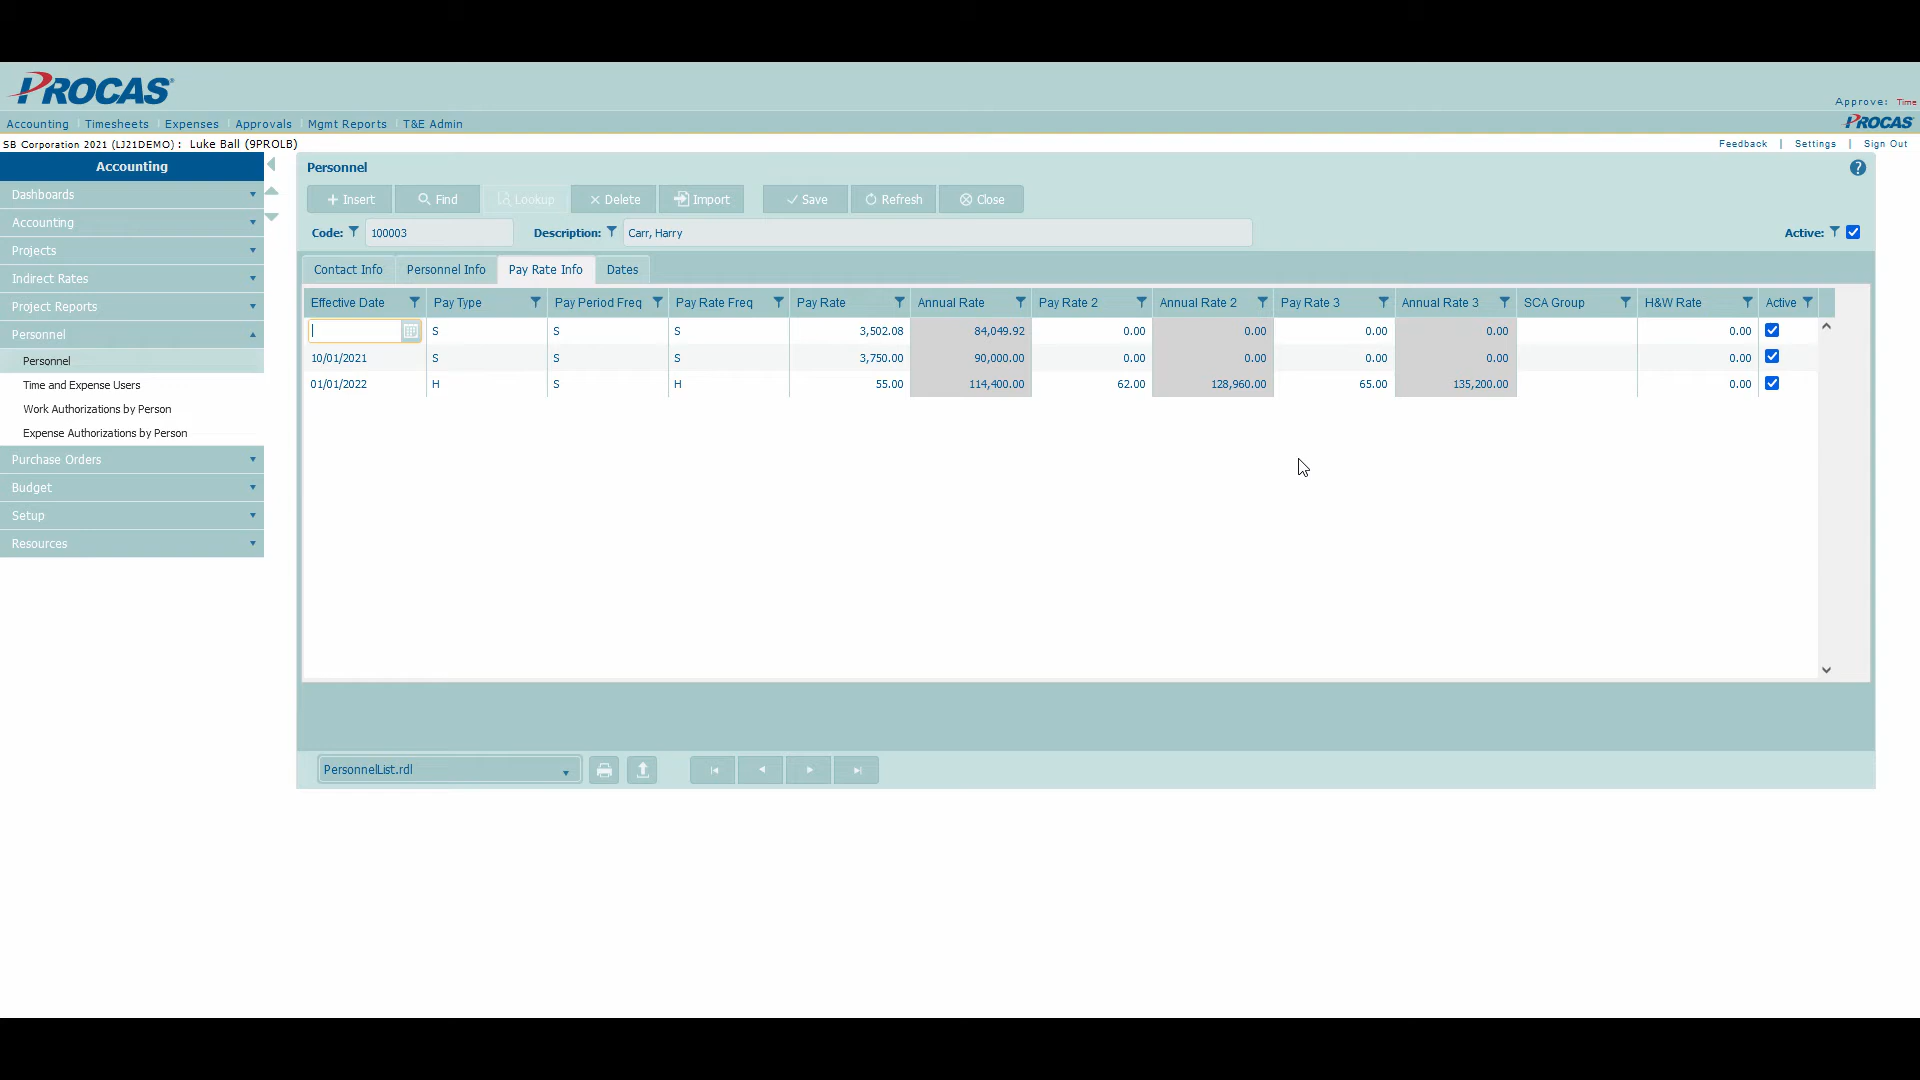 PROCAS
Approve: Time
Accounting Timesheets Expenses Approvals Mgmt Reports T&E Admin
PROCAS
SB Corporation 2021 (LJ21DEMO) : Luke Ball (9PROLB)
Feedback | Settings | Sign Out
Accounting
Dashboards
Accounting
Projects
Indirect Rates
Project Reports
Personnel
Personnel
Time and Expense Users
Work Authorizations by Person
Expense Authorizations by Person
Purchase Orders
Budget
Setup
Resources
Personnel
?
Insert Find Lookup Delete Import Save Refresh Close
Code: 100003 Description: Carr, Harry Active:
Contact Info Personnel Info Pay Rate Info Dates
Effective Date Pay Type Pay Period Freq Pay Rate Freq Pay Rate Annual Rate Pay Rate 2 Annual Rate 2 Pay Rate 3 Annual Rate 3 SCA Group H&W Rate Active
S S S 3,502.08 84,049.92 0.00 0.00 0.00 0.00 0.00
10/01/2021 S S S 3,750.00 90,000.00 0.00 0.00 0.00 0.00 0.00
01/01/2022 H S H 55.00 114,400.00 62.00 128,960.00 65.00 135,200.00 0.00
PersonnelList.rdl